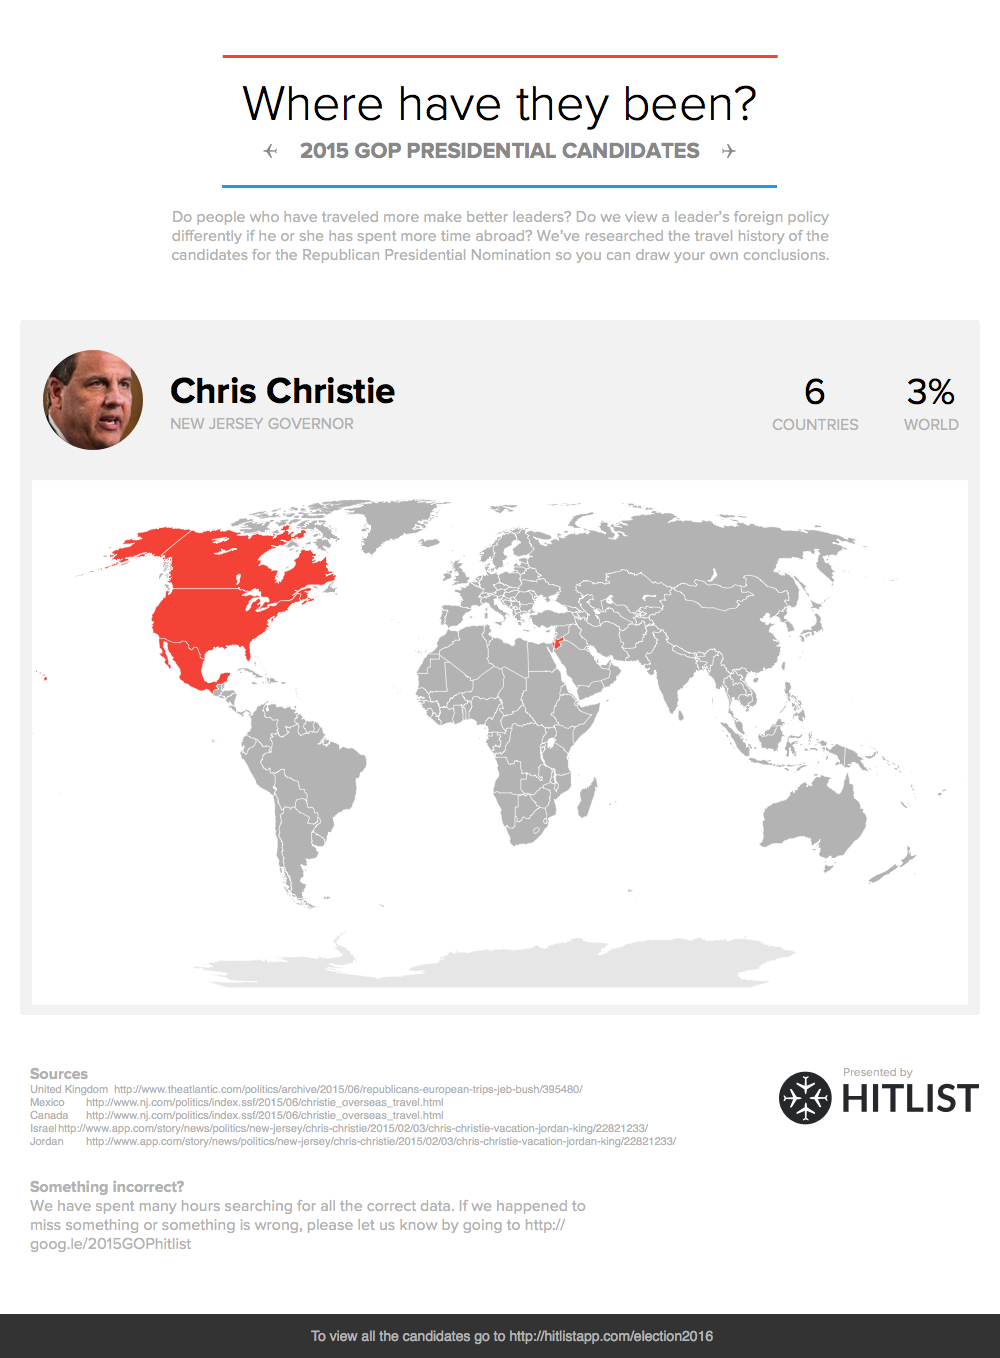 Where have they been?
2015 GOP PRESIDENTIAL CANDIDATES
Do people who have traveled more make better leaders? Do we view a leader's foreign policy
differently if he or she has spent more time abroad? We've researched the travel history of the
candidates for the Republican Presidential Nomination so you can draw your own conclusions.
Chris Christie
NEW JERSEY GOVERNOR
6
COUNTRIES
3%
WORLD
Sources
United Kingdom http://www.theatlantic.com/politics/archive/2015/06/republicans-european-trips-jeb-bush/395480/
Mexico http://www.nj.com/politics/index.ssf/2015/06/christie_overseas_travel.html
Canada http://www.nj.com/politics/index.ssf/2015/06/christie_overseas_travel.html
Israel http://www.app.com/story/news/politics/new-jersey/chris-christie/2015/02/03/chris-christie-vacation-jordan-king/22821233/
Jordan http://www.app.com/story/news/politics/new-jersey/chris-christie/2015/02/03/chris-christie-vacation-jordan-king/22821233/
Presented by
HITLIST
Something incorrect?
We have spent many hours searching for all the correct data. If we happened to
miss something or something is wrong, please let us know by going to http://
goog.le/2015GOPhitlist
To view all the candidates go to http://hitlistapp.com/election2016